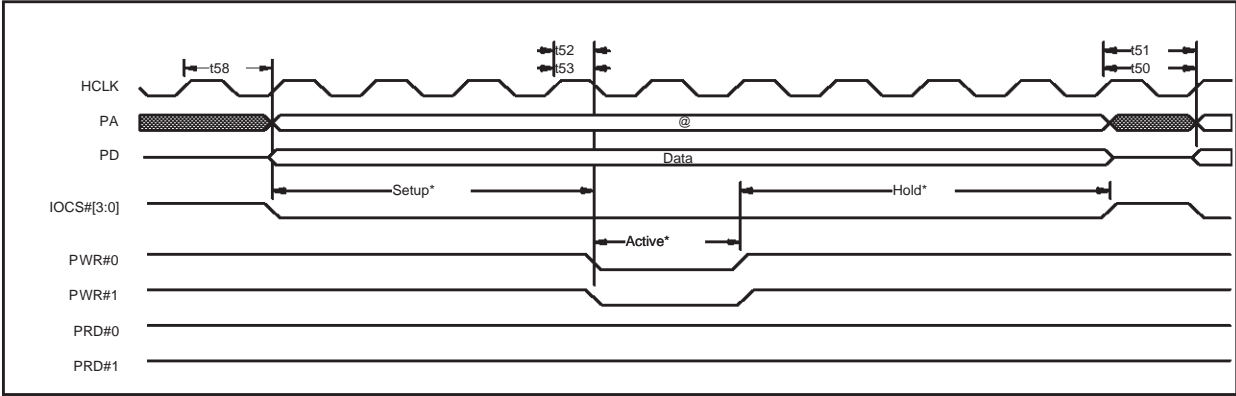 t52
t51
t58
t53
t50
HCLK
PA
@
PD
Data
Setup*
Hold*
IOCS#[3:0]
Active*
PWR#0
PWR#1
PRD#0
PRD#1